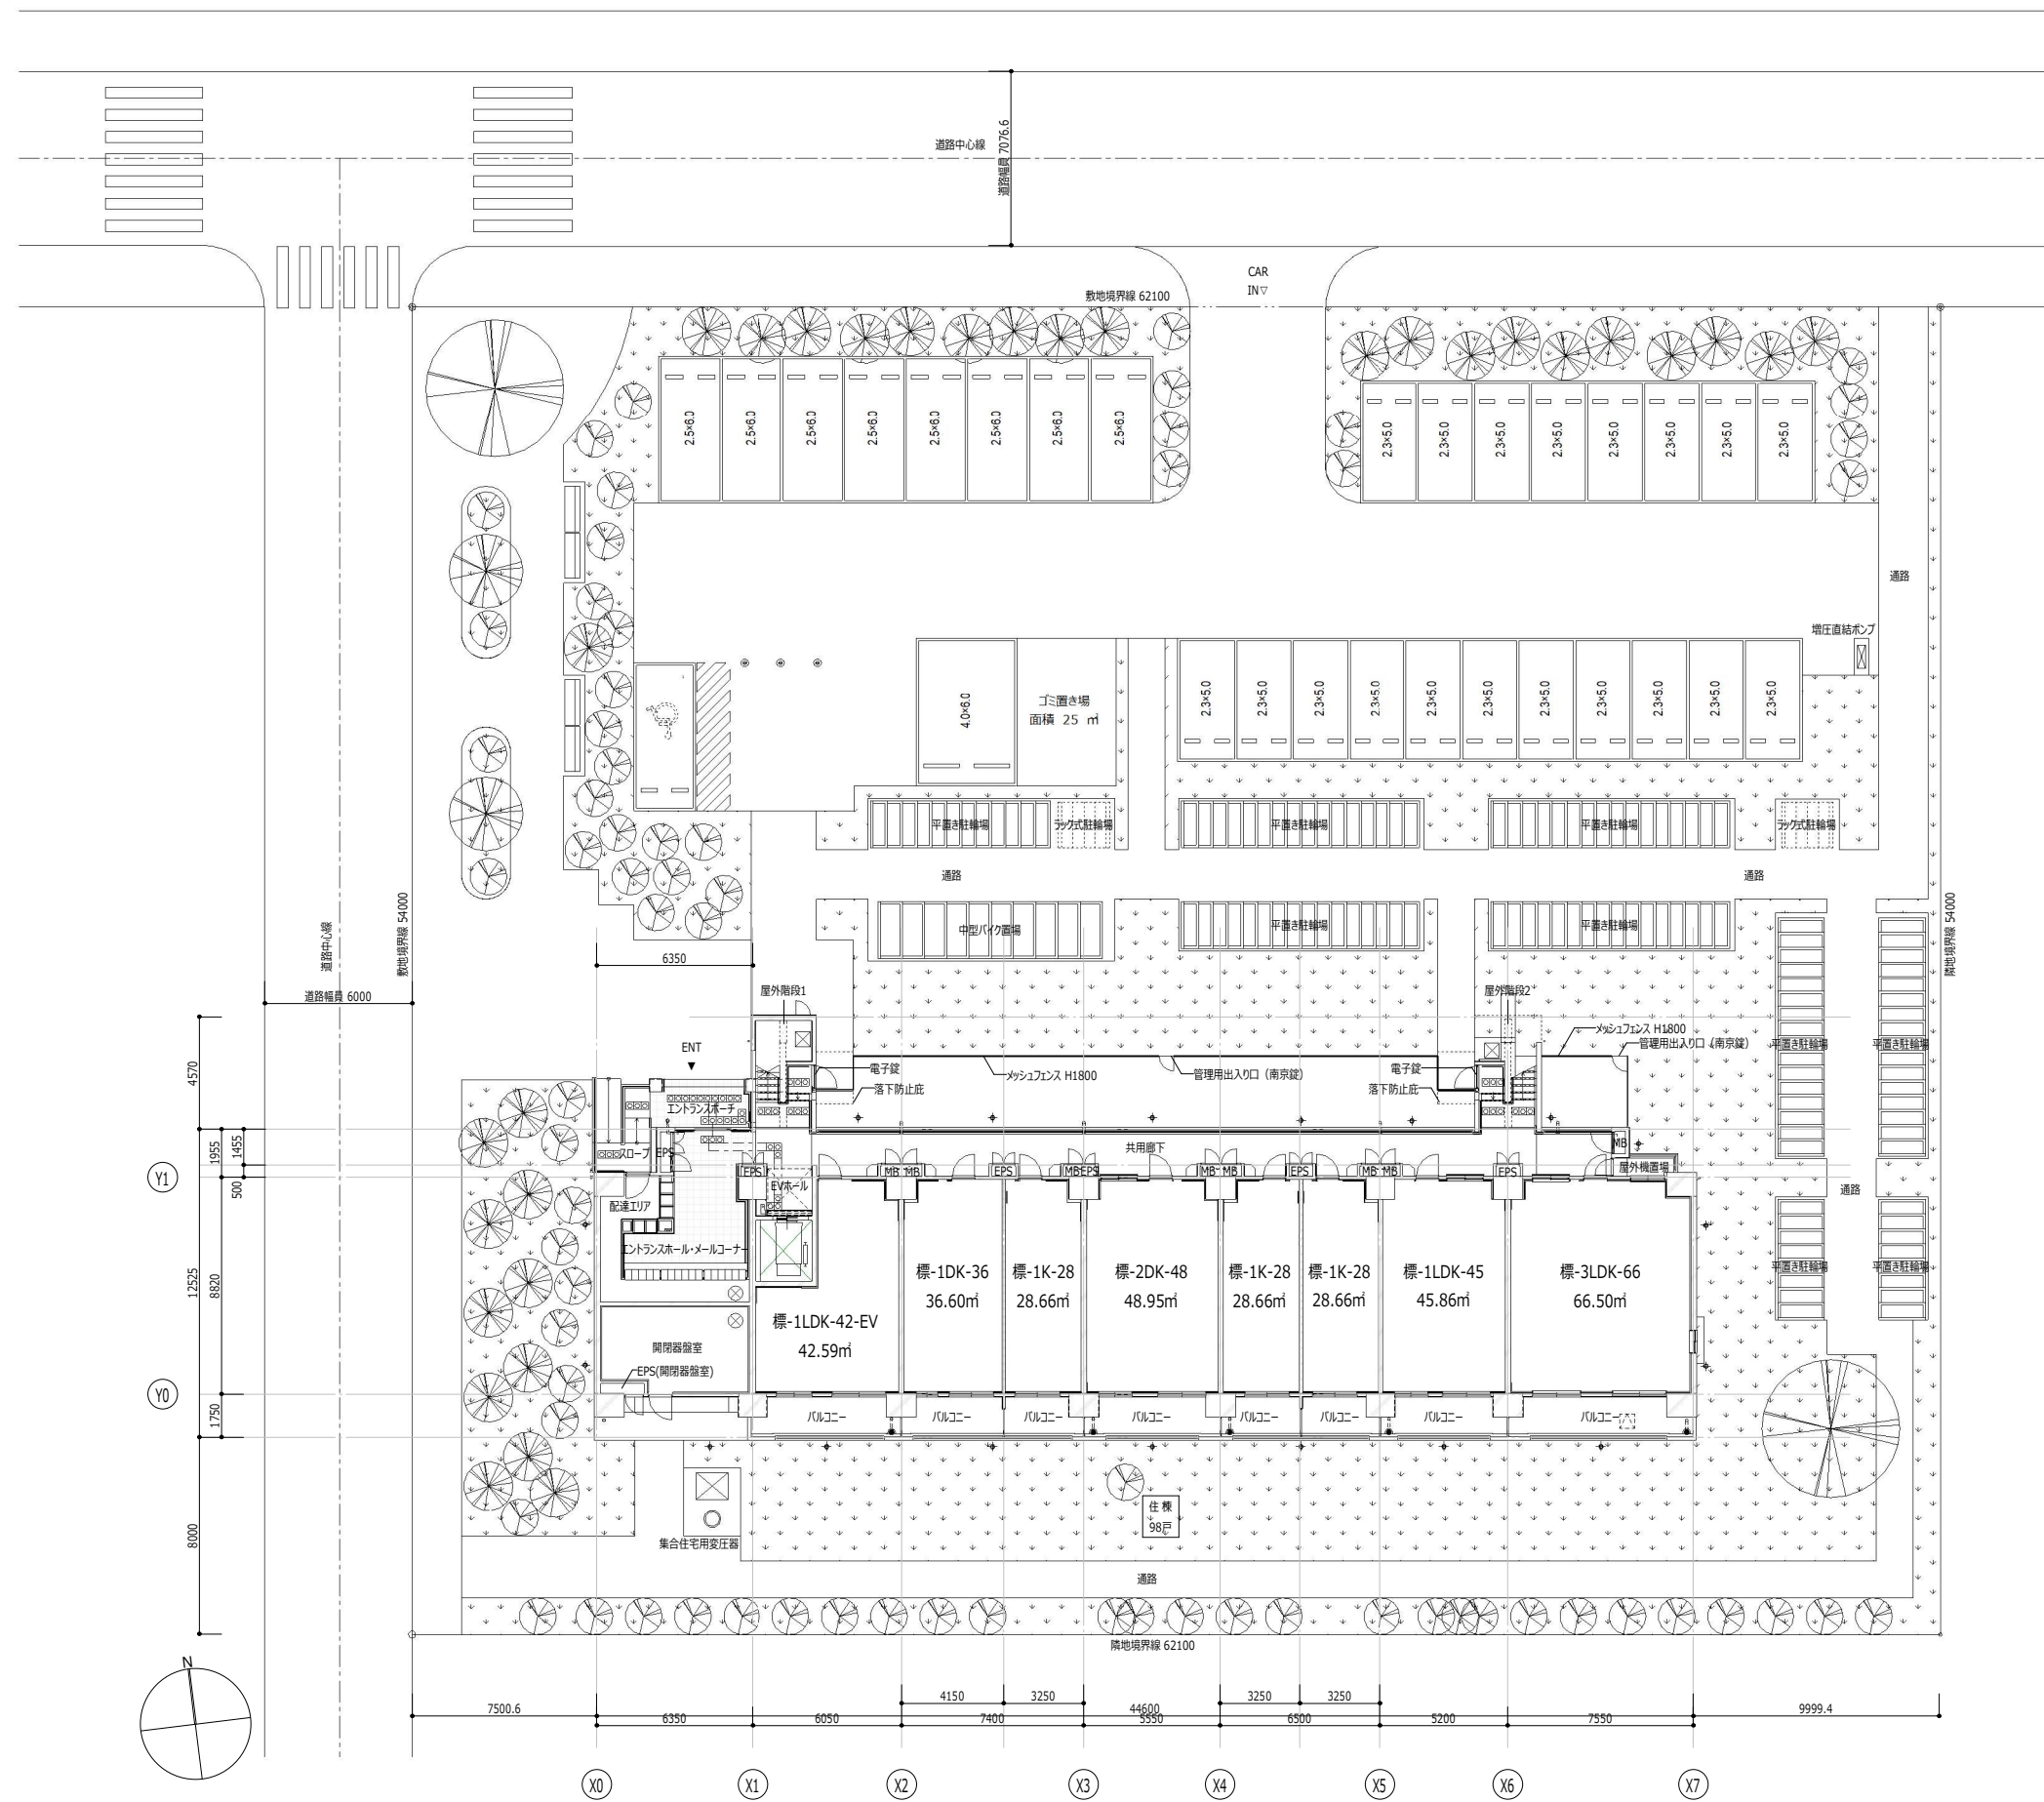 道路中心線
道路幅員 7076.6
CAR
IN▽
敷地境界線 62100
2.5×6.0
2.5×6.0
2.5×6.0
2.5×6.0
2.5×6.0
2.5×6.0
2.5×6.0
2.5×6.0
2.3×5.0
2.3×5.0
2.3×5.0
2.3×5.0
2.3×5.0
2.3×5.0
2.3×5.0
2.3×5.0
通路
増圧直結ポンプ
4.0×6.0
ゴミ置き場
面積 25 ㎡
2.3×5.0
2.3×5.0
2.3×5.0
2.3×5.0
2.3×5.0
2.3×5.0
2.3×5.0
2.3×5.0
2.3×5.0
2.3×5.0
2.3×5.0
平置き駐輪場
ラック式駐輪場
平置き駐輪場
平置き駐輪場
ラック式駐輪場
通路
通路
道路中心線
敷地境界線 54000
隣地境界線 54000
中型バイク置場
平置き駐輪場
平置き駐輪場
6350
道路幅員 6000
屋外階段1
屋外階段2
メッシュフェンス H1800
管理用出入り口 (南京錠)
平置き駐輪場
平置き駐輪場
ENT
▼
電子錠
メッシュフェンス H1800
管理用出入り口 (南京錠)
電子錠
落下防止庇
落下防止庇
4570
エントランスポーチ
1955
1455
スロープ
EPS
共用廊下
MB
屋外機置場
Y1
500
EPS
MB
MB
EPS
MB
EPS
MB
MB
EPS
MB
MB
EPS
EVホール
配達エリア
通路
エントランスホール・メールコーナー
平置き駐輪場
平置き駐輪場
12525
8820
標-1LDK-42-EV
42.59㎡
標-1DK-36
36.60㎡
標-1K-28
28.66㎡
標-2DK-48
48.95㎡
標-1K-28
28.66㎡
標-1K-28
28.66㎡
標-1LDK-45
45.86㎡
標-3LDK-66
66.50㎡
開閉器盤室
EPS(開閉器盤室)
Y0
1750
バルコニー
バルコニー
バルコニー
バルコニー
バルコニー
バルコニー
バルコニー
バルコニー
8000
住 棟
98戸
集合住宅用変圧器
通路
隣地境界線 62100
N
4150
3250
3250
3250
7500.6
44600
9999.4
6350
6050
7400
5550
6500
5200
7550
X0
X1
X2
X3
X4
X5
X6
X7